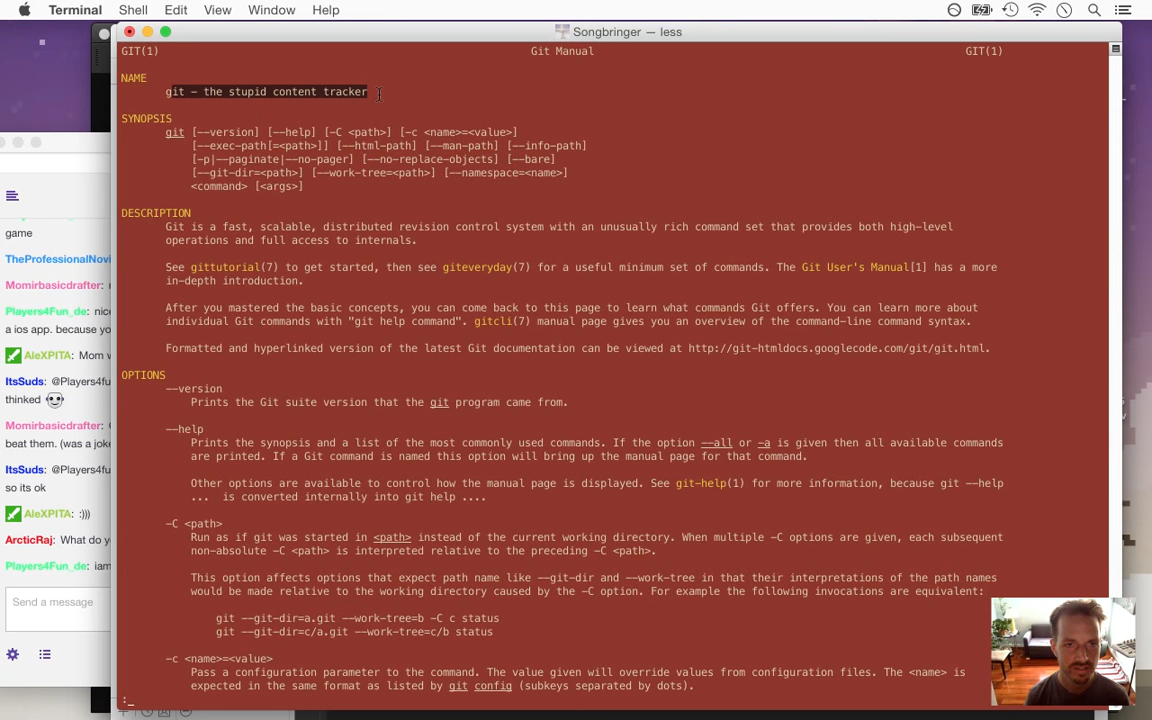 Terminal Shell Edit View Window Help
Songbringer — less
GIT(1) Git Manual GIT(1)
NAME
git - the stupid content tracker
SYNOPSIS
git [--version] [--help] [-C <path>] [-c <name>=<value>]
[--exec-path[=<path>]] [--html-path] [--man-path] [--info-path]
[-p|--paginate|--no-pager] [--no-replace-objects] [--bare]
[--git-dir=<path>] [--work-tree=<path>] [--namespace=<name>]
<command> [<args>]
DESCRIPTION
Git is a fast, scalable, distributed revision control system with an unusually rich command set that provides both high-level
operations and full access to internals.
See gittutorial(7) to get started, then see giteveryday(7) for a useful minimum set of commands. The Git User's Manual[1] has a more
in-depth introduction.
After you mastered the basic concepts, you can come back to this page to learn what commands Git offers. You can learn more about
individual Git commands with "git help command". gitcli(7) manual page gives you an overview of the command-line command syntax.
Formatted and hyperlinked version of the latest Git documentation can be viewed at http://git-htmldocs.googlecode.com/git/git.html.
OPTIONS
--version
Prints the Git suite version that the git program came from.
--help
Prints the synopsis and a list of the most commonly used commands. If the option --all or -a is given then all available commands
are printed. If a Git command is named this option will bring up the manual page for that command.
Other options are available to control how the manual page is displayed. See git-help(1) for more information, because git --help
... is converted internally into git help ....
-C <path>
Run as if git was started in <path> instead of the current working directory. When multiple -C options are given, each subsequent
non-absolute -C <path> is interpreted relative to the preceding -C <path>.
This option affects options that expect path name like --git-dir and --work-tree in that their interpretations of the path names
would be made relative to the working directory caused by the -C option. For example the following invocations are equivalent:
git --git-dir=a.git --work-tree=b -C c status
git --git-dir=c/a.git --work-tree=c/b status
-c <name>=<value>
Pass a configuration parameter to the command. The value given will override values from configuration files. The <name> is
expected in the same format as listed by git config (subkeys separated by dots).
:
game
TheProfessionalNovi
Momirbasicdrafter:
Players4Fun_de: nice
a ios app. because yo
AleXPITA: Mom w
ItsSuds: @Players4fu
thinked
Momirbasicdrafter:
beat them. (was a joke
ItsSuds: @Players4fu
so its ok
AleXPITA: :)))
ArcticRaj: What do y
Players4Fun_de: iam
Send a message